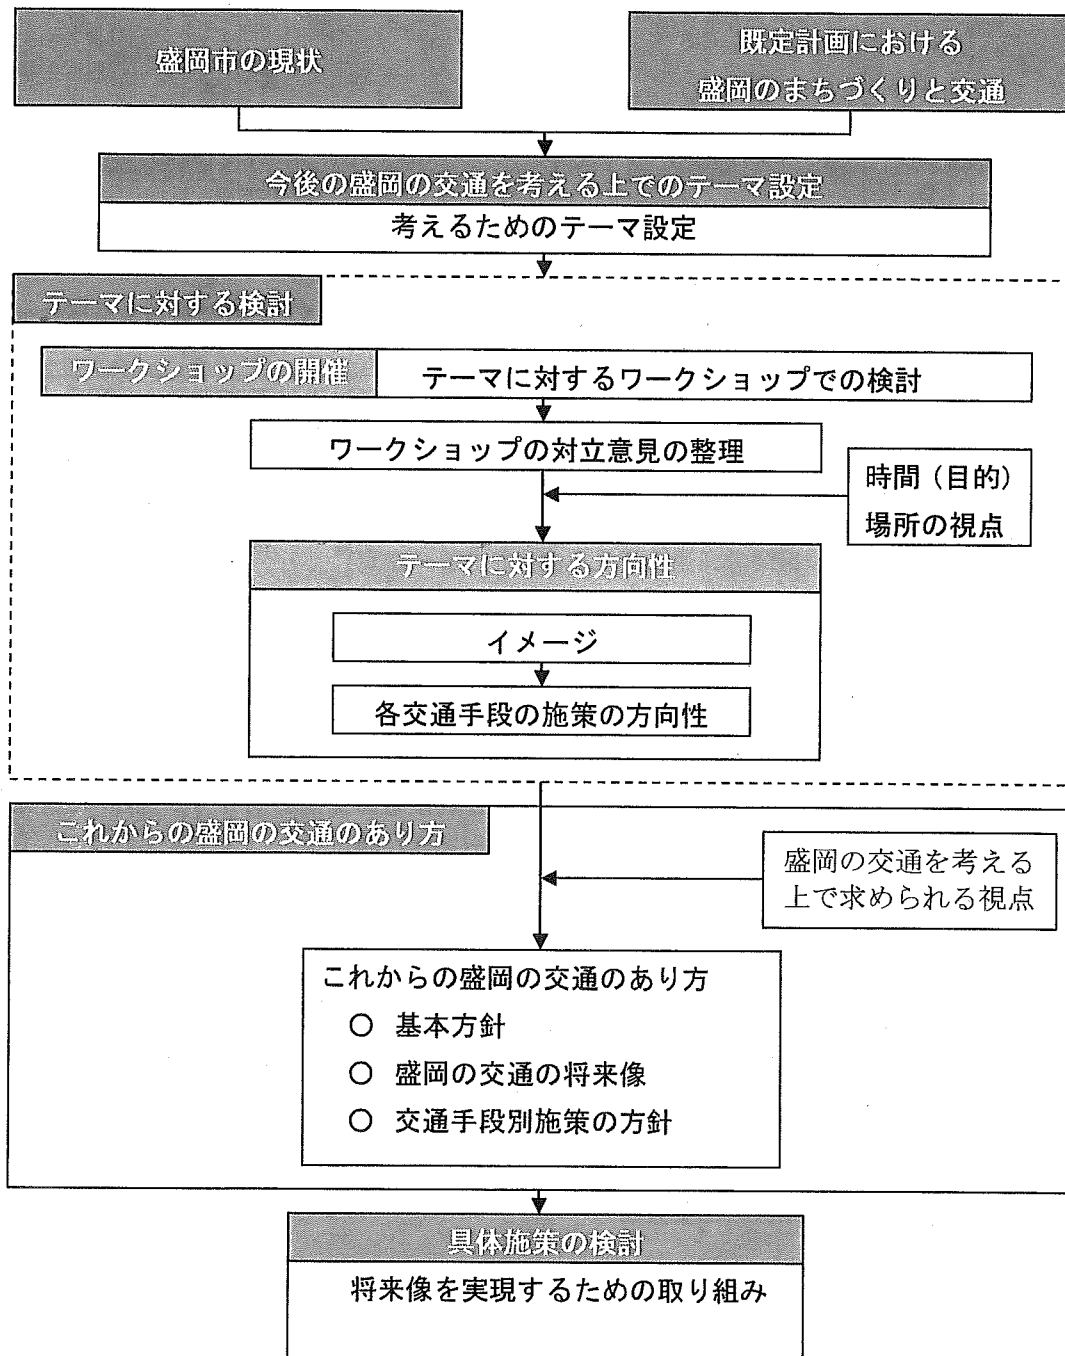 盛岡市の現状
既定計画における
盛岡のまちづくりと交通
今後の盛岡の交通を考える上でのテーマ設定
考えるためのテーマ設定
テーマに対する検討
ワークショップの開催
テーマに対するワークショップでの検討
ワークショップの対立意見の整理
時間（目的）
場所の視点
テーマに対する方向性
イメージ
各交通手段の施策の方向性
これからの盛岡の交通のあり方
盛岡の交通を考える
上で求められる視点
これからの盛岡の交通のあり方
○ 基本方針
○ 盛岡の交通の将来像
○ 交通手段別施策の方針
具体施策の検討
将来像を実現するための取り組み